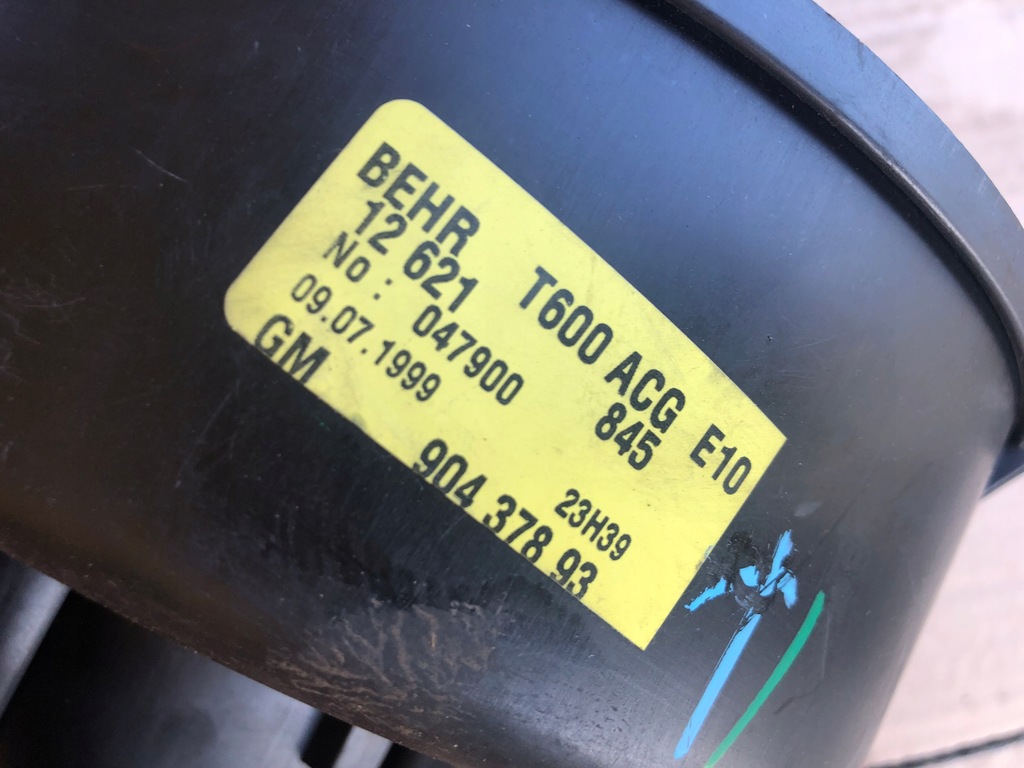 BEHR T600 ACG E10
12 621 845
No : 047900
09.07.1999 23H39
GM 904 378 93